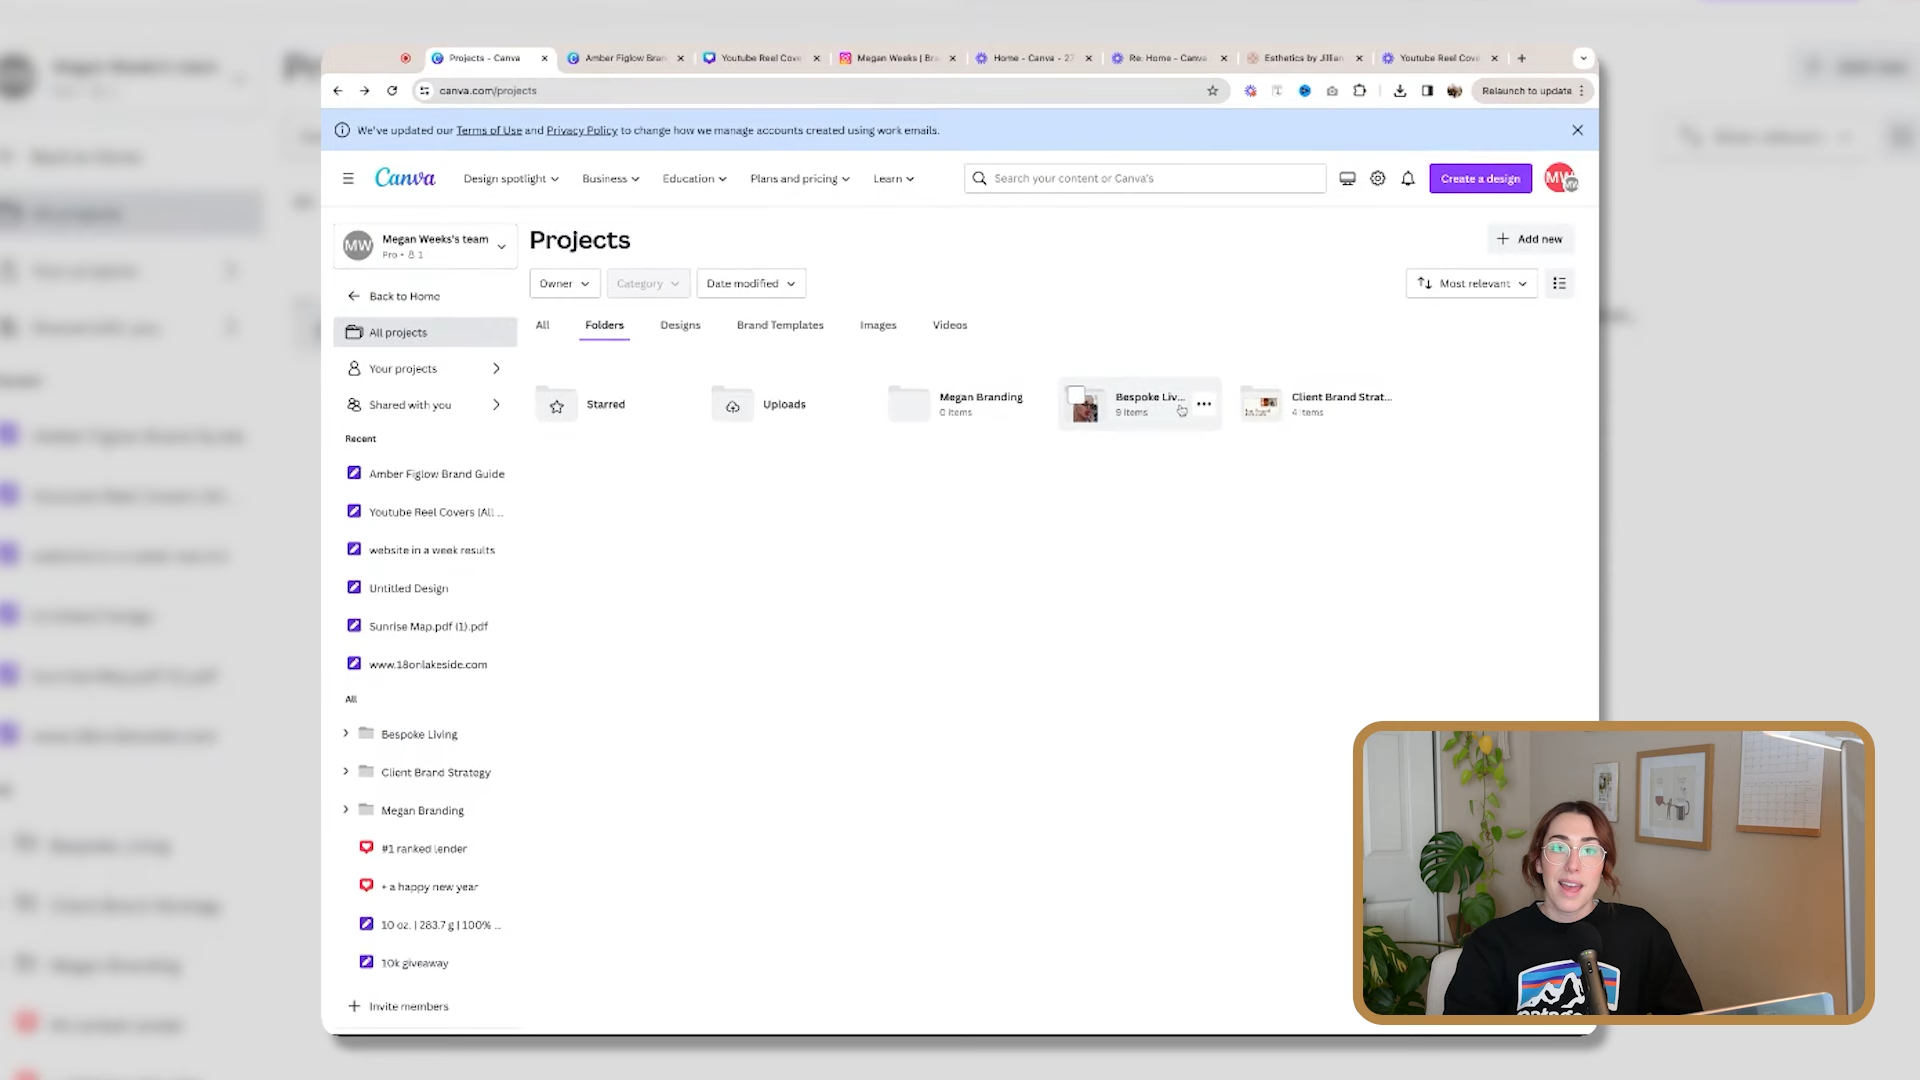 Projects - Canva
Amber Figlow Bran
Youtube Reel Cove
Megan Weeks | Bra
Home - Canva - 27
Re: Home - Canva
Esthetics by Jillian
Youtube Reel Cove
canva.com/projects
Relaunch to update
We've updated our Terms of Use and Privacy Policy to change how we manage accounts created using work emails.
Canva
Design spotlight
Business
Education
Plans and pricing
Learn
Search your content or Canva's
Create a design
MW
MW
Megan Weeks's team
Pro • 1
Projects
Add new
Owner
Category
Date modified
Most relevant
Back to Home
All projects
Your projects
Shared with you
All
Folders
Designs
Brand Templates
Images
Videos
Starred
Uploads
Megan Branding
0 items
Bespoke Liv...
9 items
Client Brand Strat...
4 items
Recent
Amber Figlow Brand Guide
Youtube Reel Covers (All ...
website in a week results
Untitled Design
Sunrise Map.pdf (1).pdf
www.18onlakeside.com
All
Bespoke Living
Client Brand Strategy
Megan Branding
#1 ranked lender
+ a happy new year
10 oz. | 283.7 g | 100% ...
10k giveaway
Invite members